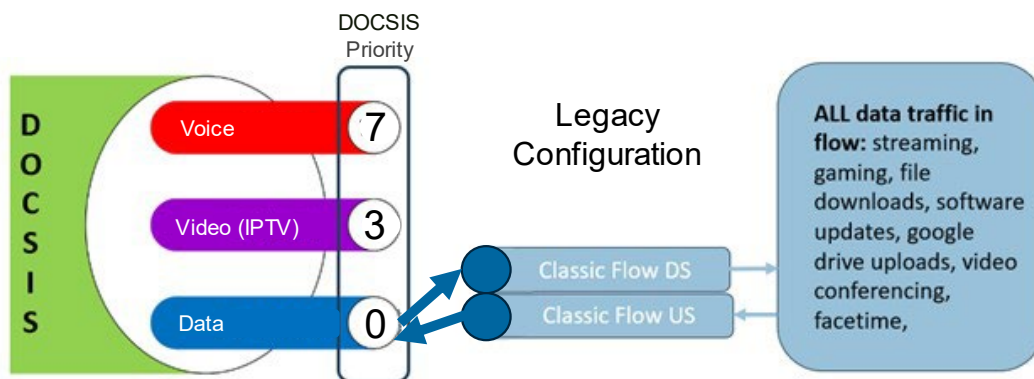 DOCSIS
Priority
DOCSIS
Voice
7
Video (IPTV)
3
Data
0
Legacy
Configuration
Classic Flow DS
Classic Flow US
ALL data traffic in
flow: streaming,
gaming, file
downloads, software
updates, google
drive uploads, video
conferencing,
facetime,